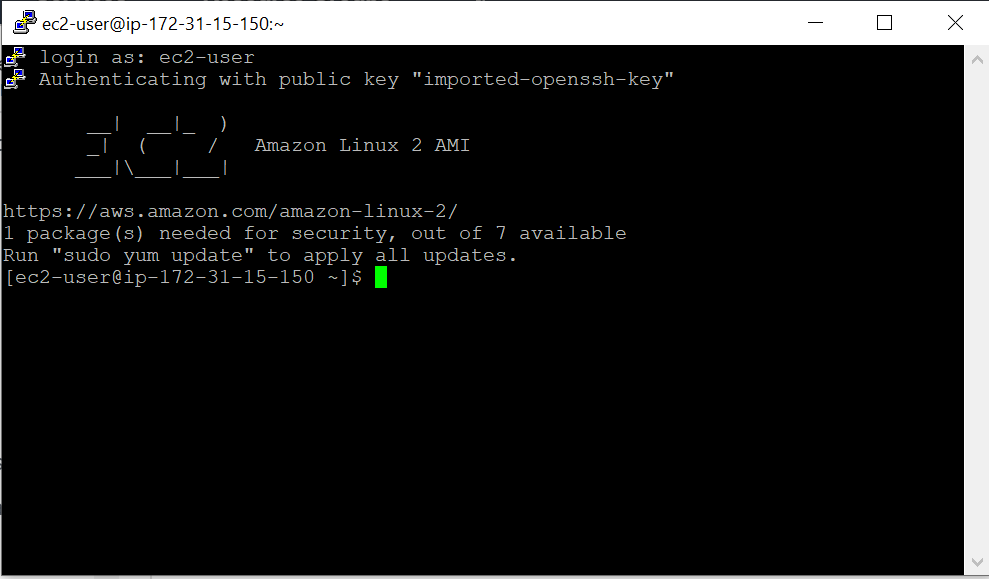 ec2-user@ip-172-31-15-150:~
login as: ec2-user
Authenticating with public key "imported-openssh-key"
       __|  __|_  )
       _|  (     /   Amazon Linux 2 AMI
      ___|\___|___|
https://aws.amazon.com/amazon-linux-2/
1 package(s) needed for security, out of 7 available
Run "sudo yum update" to apply all updates.
[ec2-user@ip-172-31-15-150 ~]$